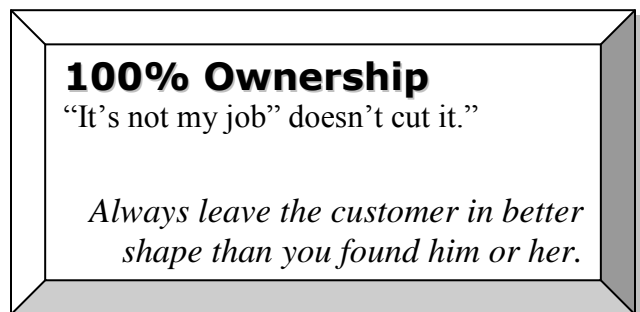 100% Ownership
“It’s not my job” doesn’t cut it.”
Always leave the customer in better
shape than you found him or her.